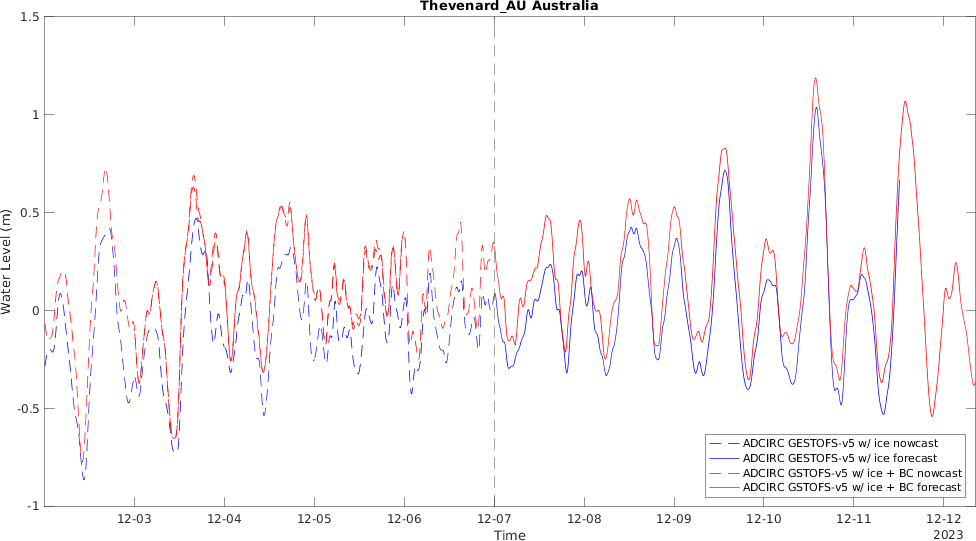 Thevenard_AU Australia
Water Level (m)
1.5
1
0.5
0
-0.5
-1
12-03 12-04 12-05 12-06 12-07 12-08 12-09 12-10 12-11 12-12
Time
2023
ADCIRC GESTOFS-v5 w/ ice nowcast
ADCIRC GESTOFS-v5 w/ ice forecast
ADCIRC GSTOFS-v5 w/ ice + BC nowcast
ADCIRC GSTOFS-v5 w/ ice + BC forecast